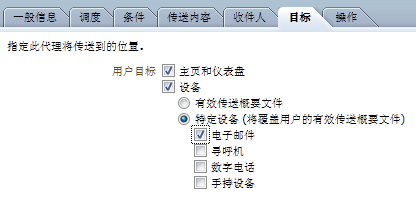 一般信息 调度 条件 传送内容 收件人 目标 操作
指定此代理将传送到的位置.
用户目标 主页和仪表盘
设备
有效传送概要文件
特定设备 (将覆盖用户的有效传送概要文件)
电子邮件
寻呼机
数字电话
手持设备